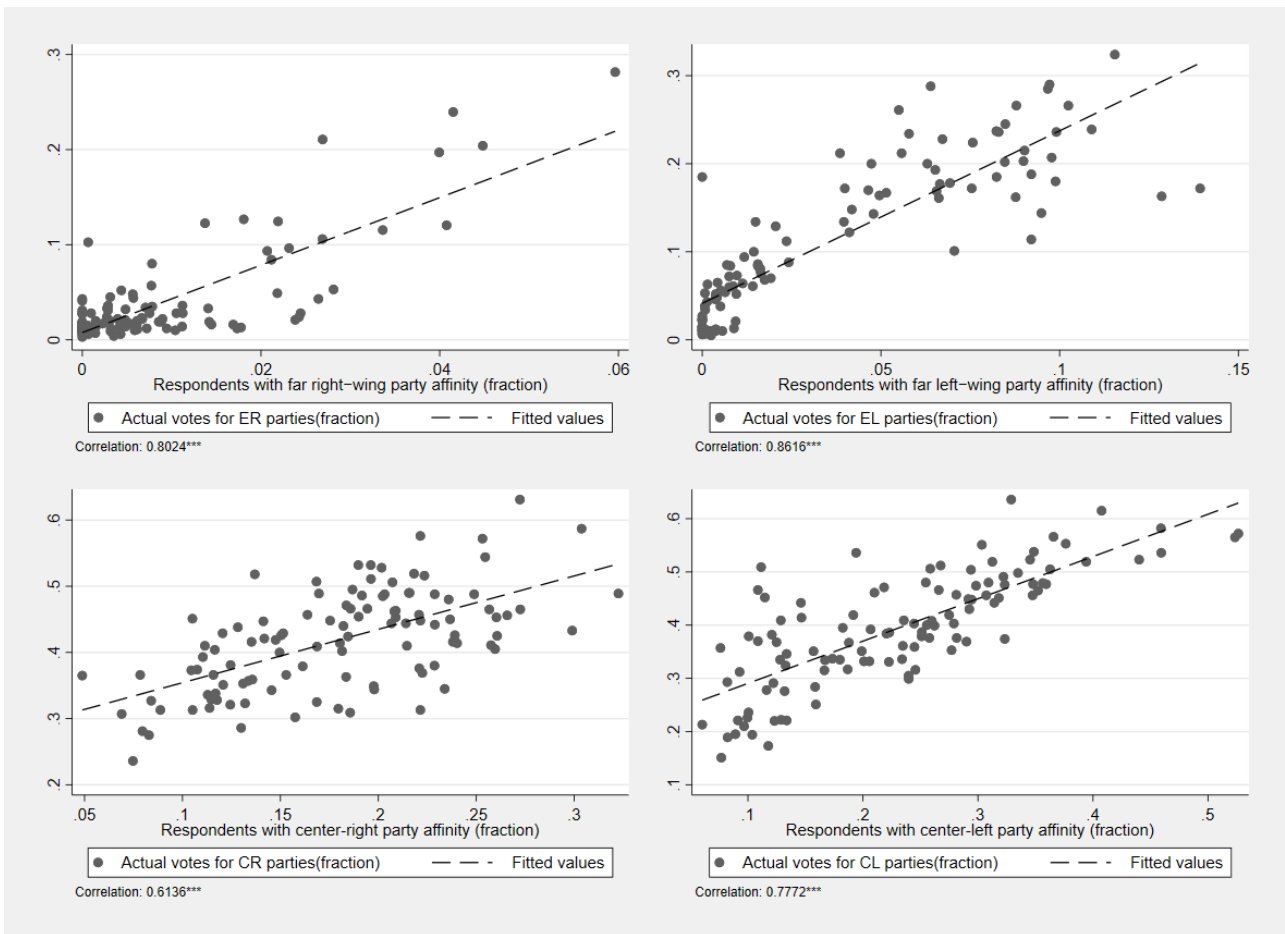 .3
.2
.1
0
0 .02 .04 .06
Respondents with far right−wing party affinity (fraction)
Actual votes for ER parties(fraction) Fitted values
Correlation: 0.8024***
.3
.2
.1
0
0 .05 .1 .15
Respondents with far left−wing party affinity (fraction)
Actual votes for EL parties(fraction) Fitted values
Correlation: 0.8616***
.6
.5
.4
.3
.2
.05 .1 .15 .2 .25 .3
Respondents with center-right party affinity (fraction)
Actual votes for CR parties(fraction) Fitted values
Correlation: 0.6136***
.6
.5
.4
.3
.2
.1
.1 .2 .3 .4 .5
Respondents with center-left party affinity (fraction)
Actual votes for CL parties(fraction) Fitted values
Correlation: 0.7772***